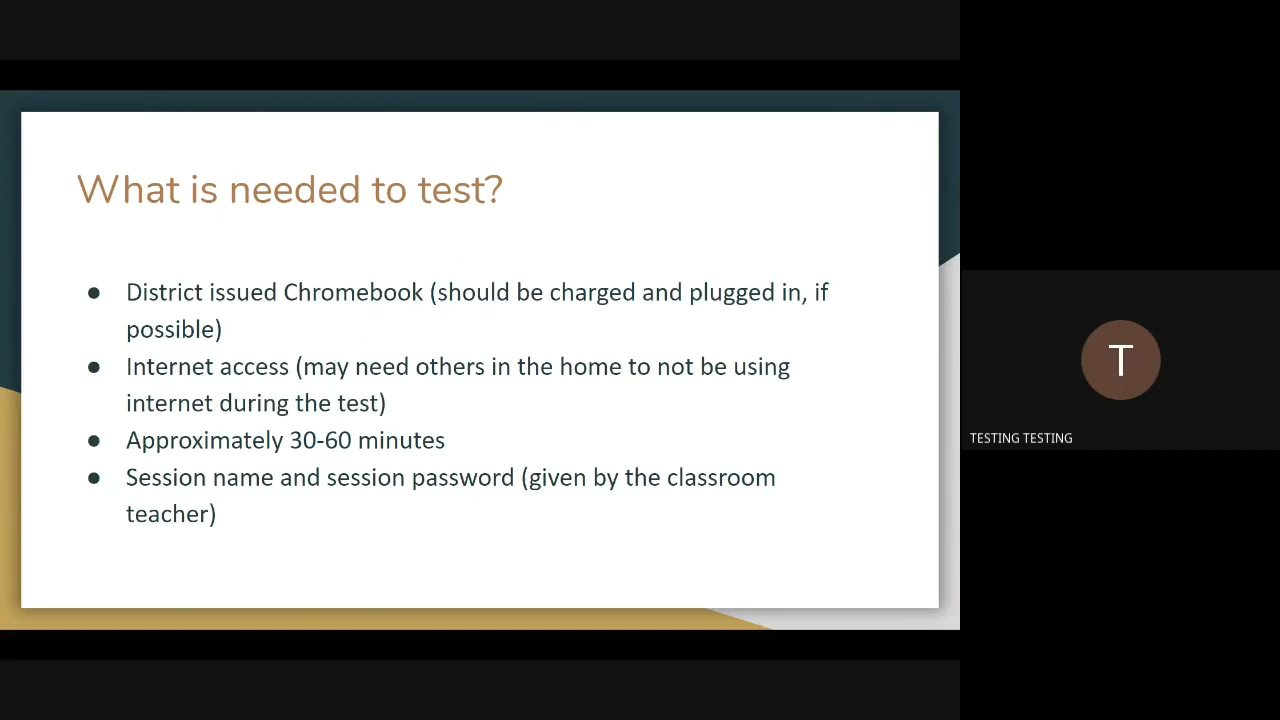 What is needed to test?
● District issued Chromebook (should be charged and plugged in, if
possible)
● Internet access (may need others in the home to not be using
internet during the test)
● Approximately 30-60 minutes
● Session name and session password (given by the classroom
teacher)
T
TESTING TESTING